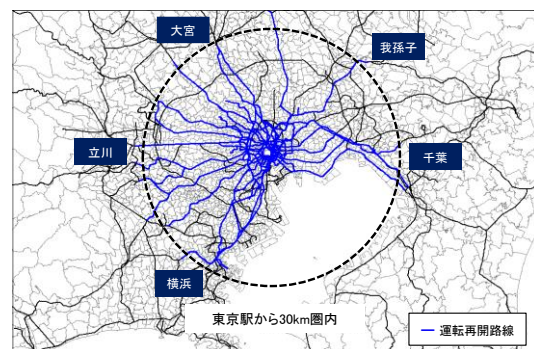 大宮
我孫子
立川
千葉
横浜
東京駅から30km圏内
運転再開路線